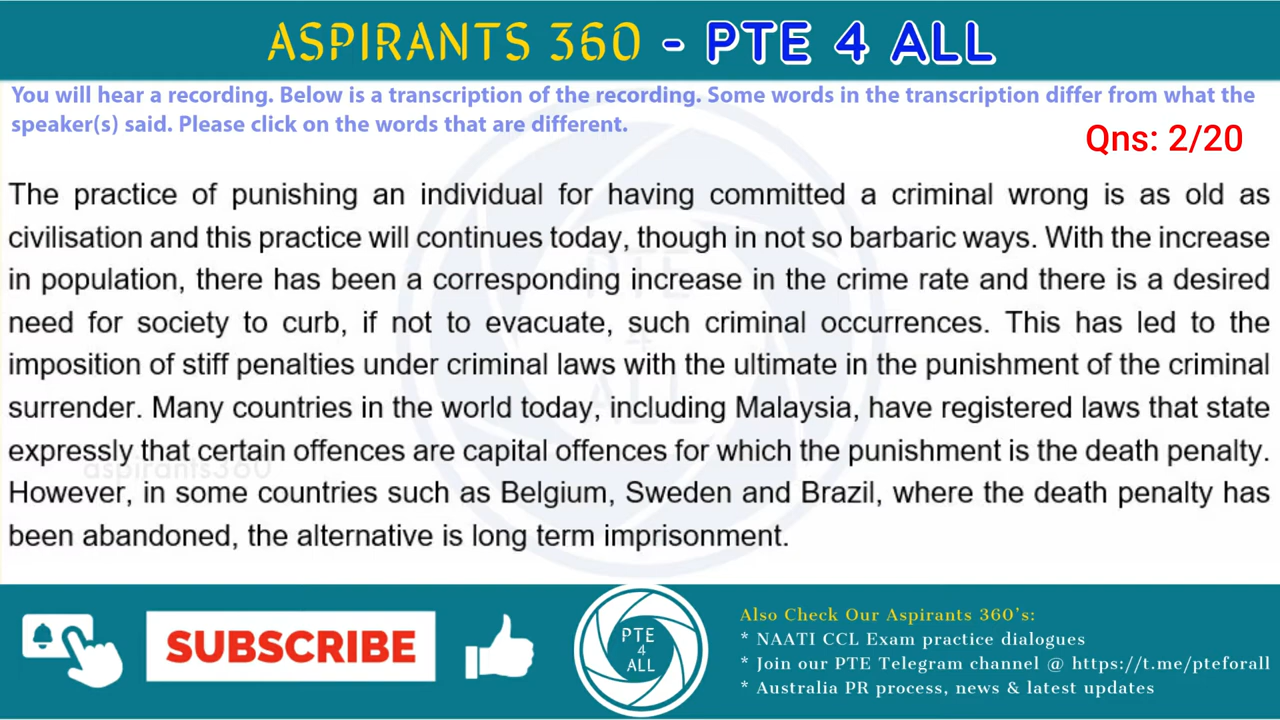 ASPIRANTS 360 - PTE 4 ALL
You will hear a recording. Below is a transcription of the recording. Some words in the transcription differ from what the
speaker(s) said. Please click on the words that are different.
Qns: 2/20
The practice of punishing an individual for having committed a criminal wrong is as old as
civilisation and this practice will continues today, though in not so barbaric ways. With the increase
in population, there has been a corresponding increase in the crime rate and there is a desired
need for society to curb, if not to evacuate, such criminal occurrences. This has led to the
imposition of stiff penalties under criminal laws with the ultimate in the punishment of the criminal
surrender. Many countries in the world today, including Malaysia, have registered laws that state
expressly that certain offences are capital offences for which the punishment is the death penalty.
However, in some countries such as Belgium, Sweden and Brazil, where the death penalty has
been abandoned, the alternative is long term imprisonment.
PTE
4
ALL
aspirants360
SUBSCRIBE
PTE
4
ALL
Also Check Our Aspirants 360's:
* NAATI CCL Exam practice dialogues
* Join our PTE Telegram channel @ https://t.me/pteforall
* Australia PR process, news & latest updates